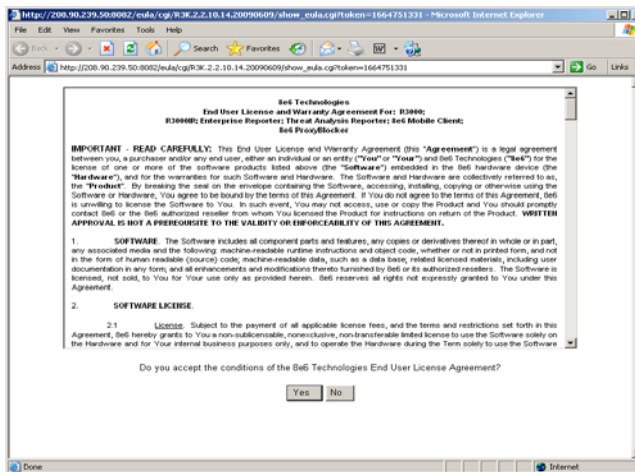 http://208.90.239.50:8082/eula/cgi/R3K.2.2.10.14.20090609/show_eula.cgi?token=1664751331 - Microsoft Internet Explorer
File Edit View Favorites Tools Help
Back Search Favorites
Address http://208.90.239.50:8082/eula/cgi/R3K.2.2.10.14.20090609/show_eula.cgi?token=1664751331 Go Links
8e6 Technologies
End User License and Warranty Agreement For: R3000;
R3000IR; Enterprise Reporter; Threat Analysis Reporter; 8e6 Mobile Client;
8e6 ProxyBlocker
IMPORTANT - READ CAREFULLY: This End User License and Warranty Agreement (this "Agreement") is a legal agreement
between you, a purchaser and/or any end user, either an individual or an entity ("You" or "Your") and 8e6 Technologies ("8e6") for the
license of one or more of the software products listed above (the "Software") embedded in the 8e6 hardware device (the
"Hardware"), and for the warranties for such Software and Hardware. The Software and Hardware are collectively referred to as,
the "Product". By breaking the seal on the envelope containing the Software, accessing, installing, copying or otherwise using the
Software or Hardware, You agree to be bound by the terms of this Agreement. If You do not agree to the terms of this Agreement, 8e6
is unwilling to license the Software to You. In such event, You may not access, use or copy the Product and You should promptly
contact 8e6 or the 8e6 authorized reseller from whom You licensed the Product for instructions on return of the Product. WRITTEN
APPROVAL IS NOT A PREREQUISITE TO THE VALIDITY OR ENFORCEABILITY OF THIS AGREEMENT.
1. SOFTWARE. The Software includes all component parts and features, any copies or derivatives thereof in whole or in part,
any associated media and the following: machine-readable runtime instructions and object code, whether or not in printed form, and not
in the form of human readable (source) code; machine-readable data, such as a data base; related licensed materials, including user
documentation in any form; and all enhancements and modifications thereto furnished by 8e6 or its authorized resellers. The Software is
licensed, not sold, to You for Your use only as provided herein. 8e6 reserves all rights not expressly granted to You under this
Agreement.
2. SOFTWARE LICENSE.
2.1 License. Subject to the payment of all applicable license fees, and the terms and restrictions set forth in this
Agreement, 8e6 hereby grants to You a non-sublicensable, nonexclusive, non-transferable limited license to use the Software solely on
the Hardware and for Your internal business purposes only, and to operate the Hardware during the Term solely to use the Software
Do you accept the conditions of the 8e6 Technologies End User License Agreement?
Yes No
Done Internet